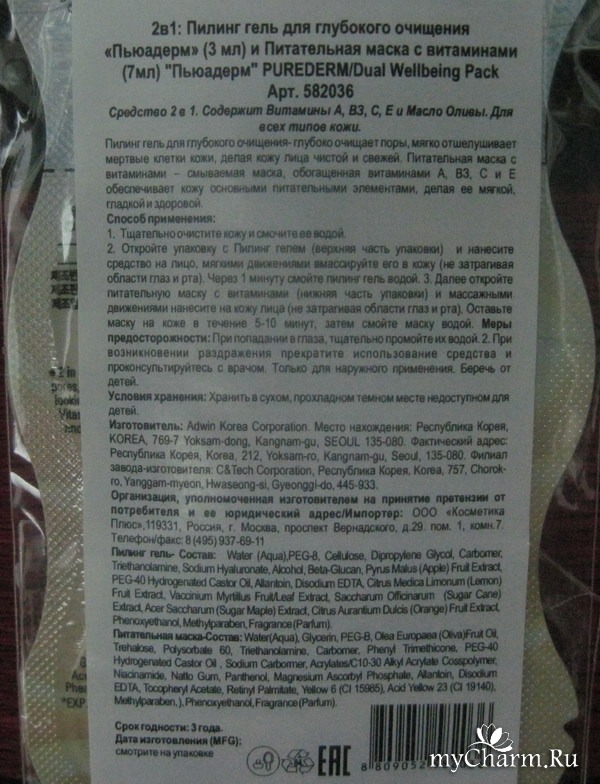 2в1: Пилинг гель для глубокого очищения
«Пьюадерм» (3 мл) и Питательная маска с витаминами
(7мл) "Пьюадерм" PUREDERM/Dual Wellbeing Pack
Арт. 582036
Средство 2 в 1. Содержит Витамины А, В3, С, Е и Масло Оливы. Для
всех типов кожи.
Пилинг гель для глубокого очищения- глубоко очищает поры, мягко отшелушивает
мертвые клетки кожи, делая кожу лица чистой и свежей. Питательная маска с
витаминами – смываемая маска, обогащенная витаминами А, В3, С и Е
обеспечивает кожу основными питательными элементами, делая ее мягкой,
гладкой и здоровой.
Способ применения:
1. Тщательно очистите кожу и смочите ее водой.
2. Откройте упаковку с Пилинг гелем (верхняя часть упаковки) и нанесите
средство на лицо, мягкими движениями вмассируйте его в кожу (не затрагивая
области глаз и рта). Через 1 минуту смойте пилинг гель водой. 3. Далее откройте
питательную маску с витаминами (нижняя часть упаковки) и массажными
движениями нанесите на кожу лица (не затрагивая области глаз и рта). Оставьте
маску на коже в течение 5-10 минут, затем смойте маску водой. Меры
предосторожности: При попадании в глаза, тщательно промойте их водой. 2. При
возникновении раздражения прекратите использование средства и
проконсультируйтесь с врачом. Только для наружного применения. Беречь от
детей.
Условия хранения: Хранить в сухом, прохладном темном месте недоступном для
детей.
Изготовитель: Adwin Korea Corporation. Место нахождения: Республика Корея,
KOREA, 769-7 Yoksam-dong, Kangnam-gu, SEOUL 135-080. Фактический адрес:
Республика Корея, Korea, 212, Yorksam-ro, Kangnam-gu, Seoul, 135-080. Филиал
завода-изготовителя: C&Tech Corporation, Республика Корея, Korea, 757, Chorok-
ro, Yanggam-myeon, Hwaseong-si, Gyeonggi-do, 445-933.
Организация, уполномоченная изготовителем на принятие претензии от
потребителя и ее юридический адрес/Импортер: ООО «Косметика
Плюс»,119331, Россия, г. Москва, проспект Вернадского, д.29. пом. 1, комн.7.
Телефон/факс: 8 (495) 937-69-11
Пилинг гель- Состав: Water (Aqua),PEG-8, Cellulose, Dipropylene Glycol, Carbomer,
Triethanolamine, Sodium Hyaluronate, Alcohol, Beta-Glucan, Pyrus Malus (Apple) Fruit Extract,
PEG-40 Hydrogenated Castor Oil, Allantoin, Disodium EDTA, Citrus Medica Limonum (Lemon)
Fruit Extract, Vaccinium Myrtillus Fruit/Leaf Extract, Saccharum Officinarum (Sugar Cane)
Extract, Acer Saccharum (Sugar Maple) Extract, Citrus Aurantium Dulcis (Orange) Fruit Extract,
Phenoxyethanol, Methylparaben, Fragrance (Parfum).
Питательная маска-Состав: Water(Aqua), Glycerin, PEG-8, Olea Europaea (Oliva)Fruit Oil,
Trehalose, Polysorbate 60, Triethanolamine, Carbomer, Phenyl Trimethicone, PEG-40
Hydrogenated Castor Oil , Sodium Carbormer, Acrylates/C10-30 Alkyl Acrylate Cosspolymer,
Niacinamide, Natto Gum, Panthenol, Magnesium Ascorbyl Phosphate, Allantoin, Disodium
EDTA, Tocopheryl Acetate, Retinyl Palmitate, Yellow 6 (CI 15985), Acid Yellow 23 (CI 19140),
Methylparaben, ), Phenoxyethanol, Fragrance (Parfum).
Срок годности: 3 года.
Дата изготовления (MFG):
смотрите на упаковке
EAC
8 809052
myCharm.Ru